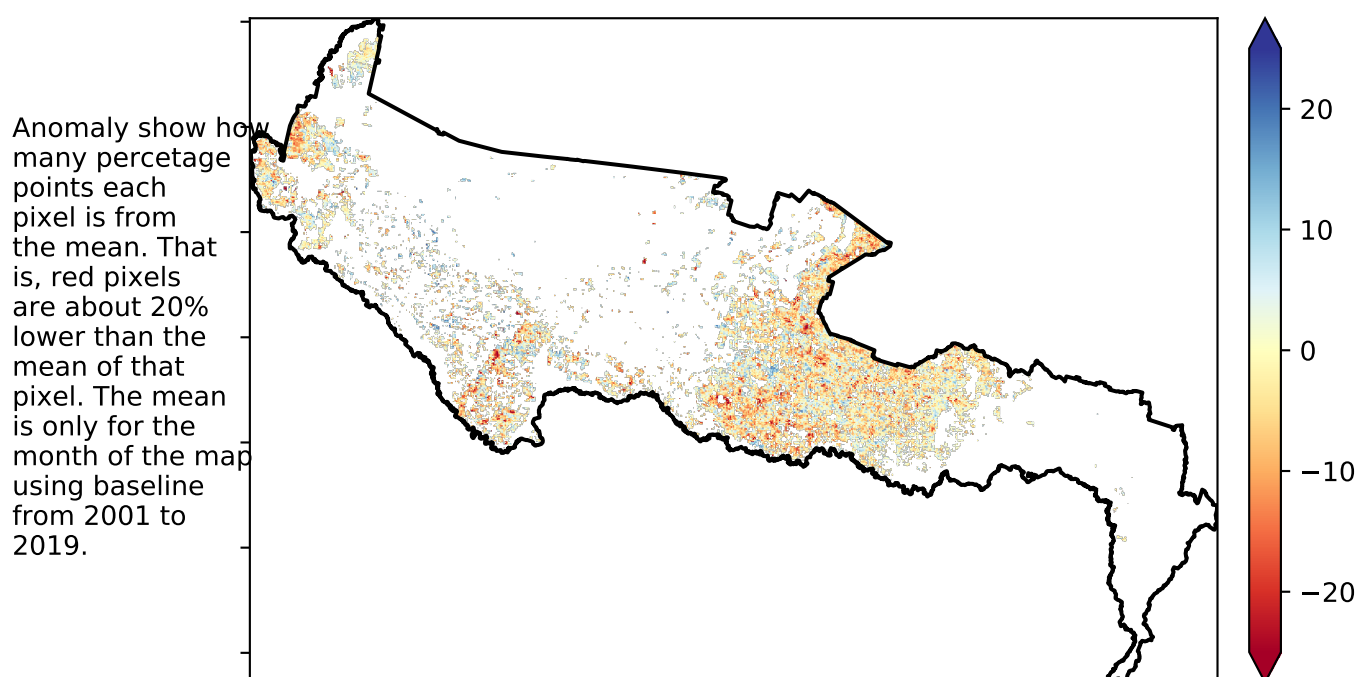 Anomaly show how
many percetage
points each
pixel is from
the mean. That
is, red pixels
are about 20%
lower than the
mean of that
pixel. The mean
is only for the
month of the map
using baseline
from 2001 to
2019.
20
10
0
−10
−20